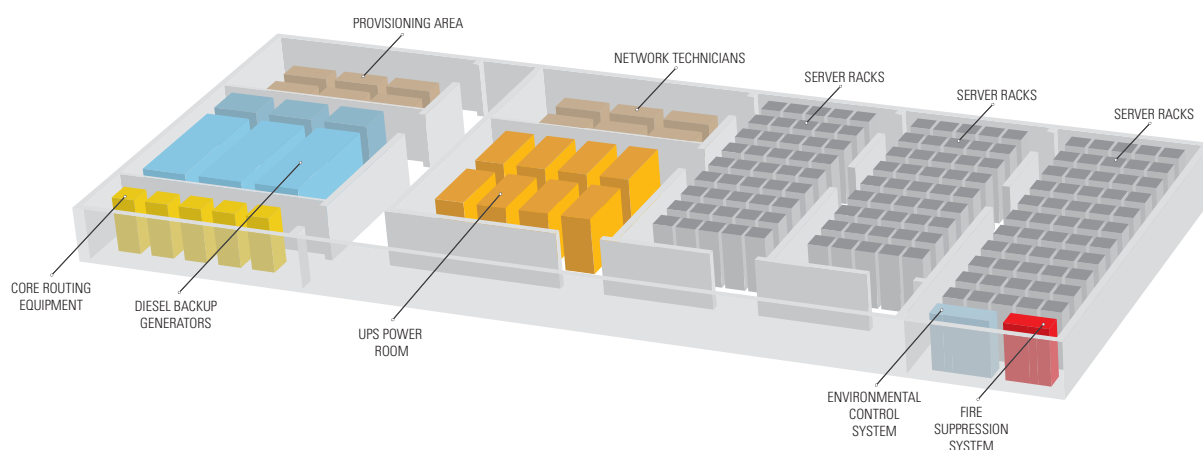 PROVISIONING AREA
NETWORK TECHNICIANS
SERVER RACKS
SERVER RACKS
SERVER RACKS
CORE ROUTING
EQUIPMENT
DIESEL BACKUP
GENERATORS
UPS POWER
ROOM
ENVIRONMENTAL
CONTROL
SYSTEM
FIRE
SUPPRESSION
SYSTEM